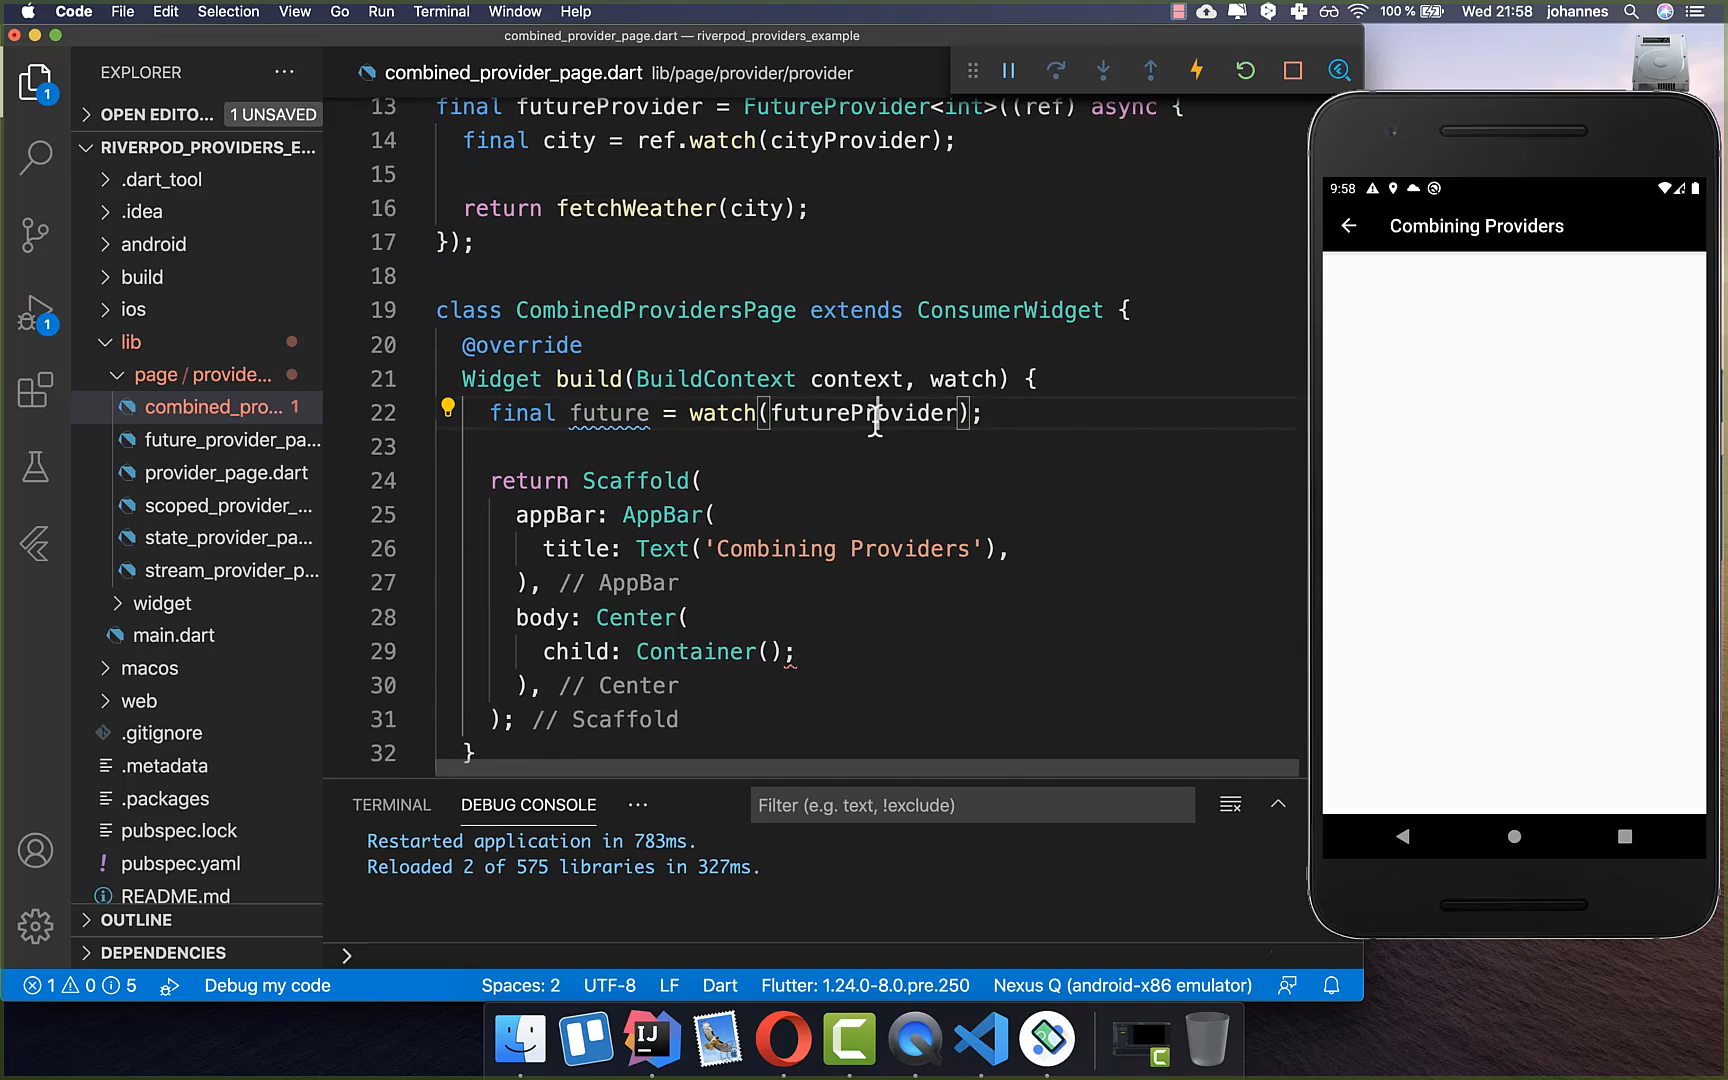 Code File Edit Selection View Go Run Terminal Window Help 100 % Wed 21:58 johannes
combined_provider_page.dart — riverpod_providers_example
EXPLORER
combined_provider_page.dart lib/page/provider/provider
1
OPEN EDITO... 1 UNSAVED
RIVERPOD_PROVIDERS_E...
.dart_tool
.idea
android
build
ios
lib
page / provide...
combined_pro... 1
future_provider_pa...
provider_page.dart
scoped_provider_...
state_provider_pa...
stream_provider_p...
widget
main.dart
macos
web
.gitignore
.metadata
.packages
pubspec.lock
! pubspec.yaml
README.md
OUTLINE
DEPENDENCIES
1
13 final futureProvider = FutureProvider<int>((ref) async {
14 final city = ref.watch(cityProvider);
15
16 return fetchWeather(city);
17 });
18
19 class CombinedProvidersPage extends ConsumerWidget {
20 @override
21 Widget build(BuildContext context, watch) {
22 final future = watch(futureProvider);
23
24 return Scaffold(
25 appBar: AppBar(
26 title: Text('Combining Providers'),
27 ), // AppBar
28 body: Center(
29 child: Container();
30 ), // Center
31 ); // Scaffold
32 }
TERMINAL DEBUG CONSOLE ... Filter (e.g. text, !exclude)
Restarted application in 783ms.
Reloaded 2 of 575 libraries in 327ms.
1 0 5 Debug my code Spaces: 2 UTF-8 LF Dart Flutter: 1.24.0-8.0.pre.250 Nexus Q (android-x86 emulator)
9:58
Combining Providers
IJ
C
C